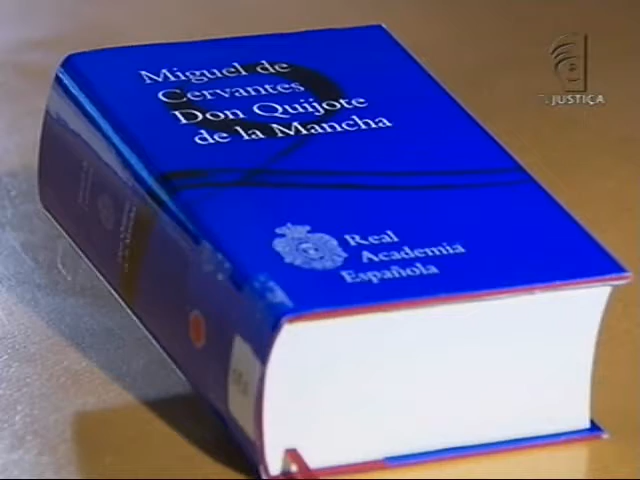 Miguel de
Cervantes
Don Quijote
de la Mancha
Real
Academia
Española
JUSTIÇA